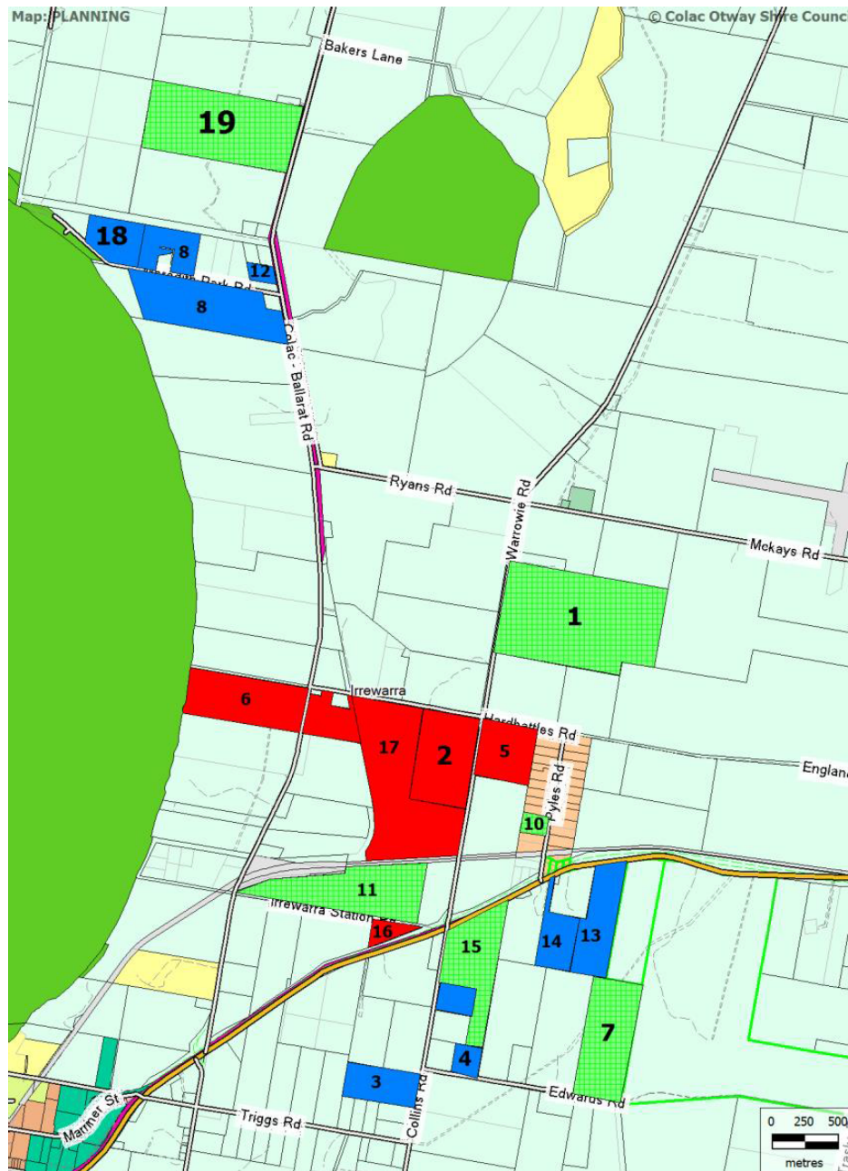 Map: PLANNING
© Colac Otway Shire Counc
Bakers Lane
19
18
8
12
Park Rd
8
Colac - Ballarat Rd
Ryans Rd
Warrowie Rd
Mckays Rd
1
Irrewarra
6
17
2
5
Hardbattles Rd
England
Pyles Rd
10
11
Irrewarra Station
16
15
14
13
7
4
3
Edwards Rd
Collins Rd
Triggs Rd
Marriner St
0 250 500
metres